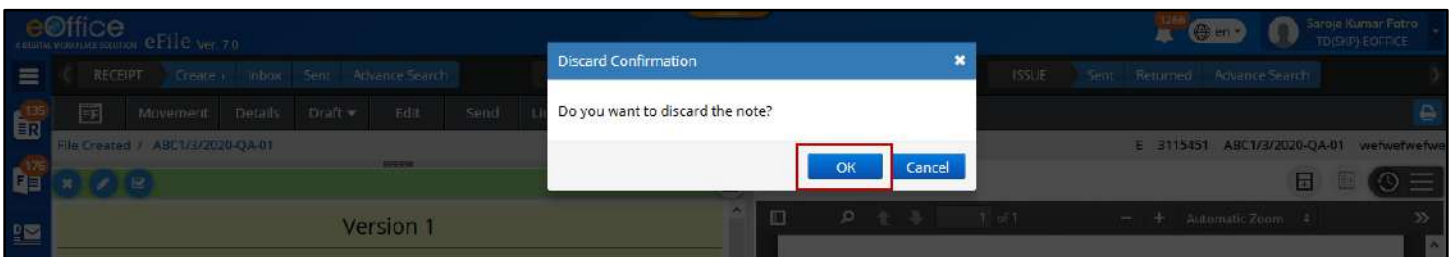 eOffice
A DIGITAL WORKPLACE SOLUTION eFile Ver. 7.0
1266
en
Saroja Kumar Patro
TD(SKP)-EOFFICE
Discard Confirmation
Do you want to discard the note?
OK Cancel
RECEIPT Create Inbox Sent Advance Search
ISSUE Sent Returned Advance Search
135
R
Movement Details Draft Edit Send
File Created / ABC1/3/2020-QA-01
E 3115451 ABC1/3/2020-QA-01 wefwefwefwe
176
F
Version 1
1 of 1 Automatic Zoom
D